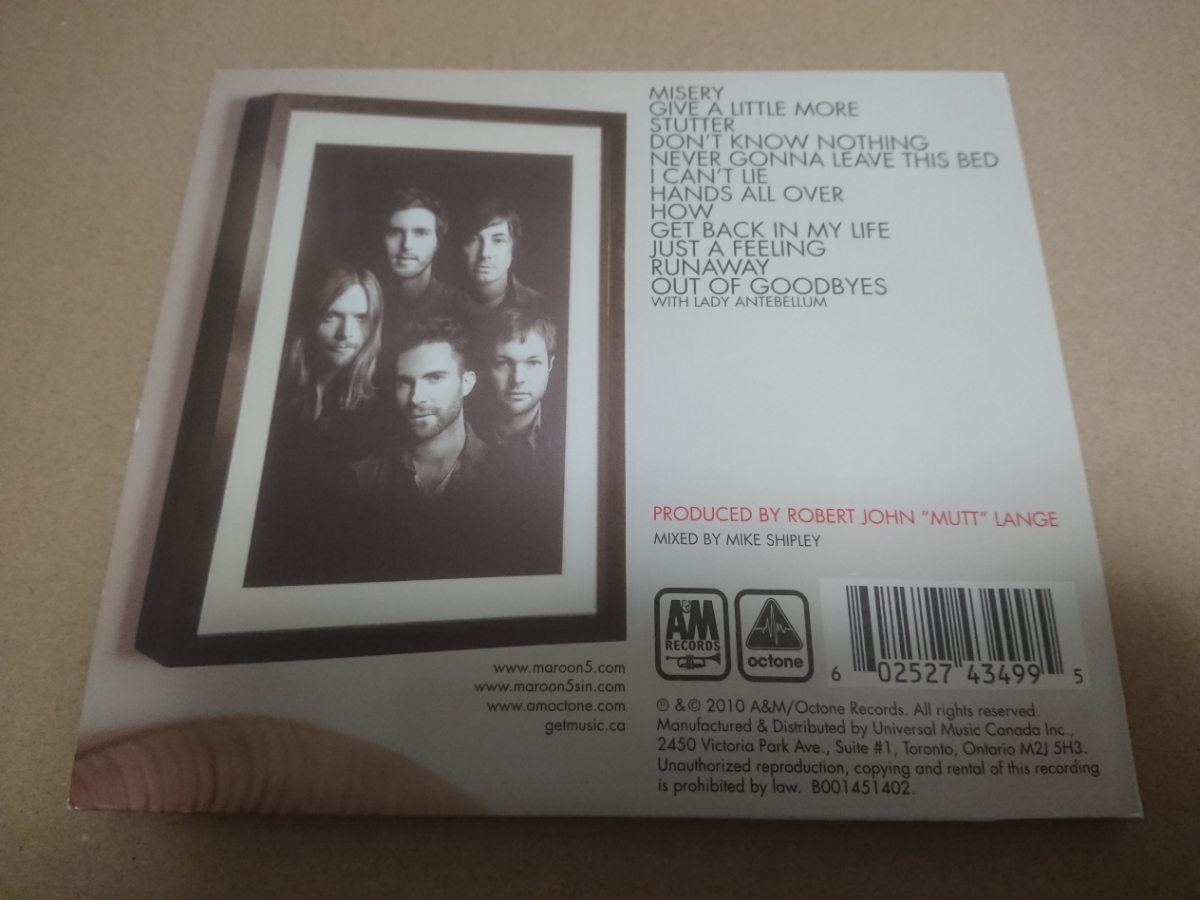 MISERY
GIVE A LITTLE MORE
STUTTER
DON'T KNOW NOTHING
NEVER GONNA LEAVE THIS BED
I CAN'T LIE
HANDS ALL OVER
HOW
GET BACK IN MY LIFE
JUST A FEELING
RUNAWAY
OUT OF GOODBYES
WITH LADY ANTEBELLUM
PRODUCED BY ROBERT JOHN "MUTT" LANGE
MIXED BY MIKE SHIPLEY
A&M
RECORDS
octone
6 02527 43499 5
www.maroon5.com
www.maroon5sin.com
www.amoctone.com
getmusic.ca
℗ & © 2010 A&M/Octone Records. All rights reserved.
Manufactured & Distributed by Universal Music Canada Inc.,
2450 Victoria Park Ave., Suite #1, Toronto, Ontario M2J 5H3.
Unauthorized reproduction, copying and rental of this recording
is prohibited by law. B001451402.